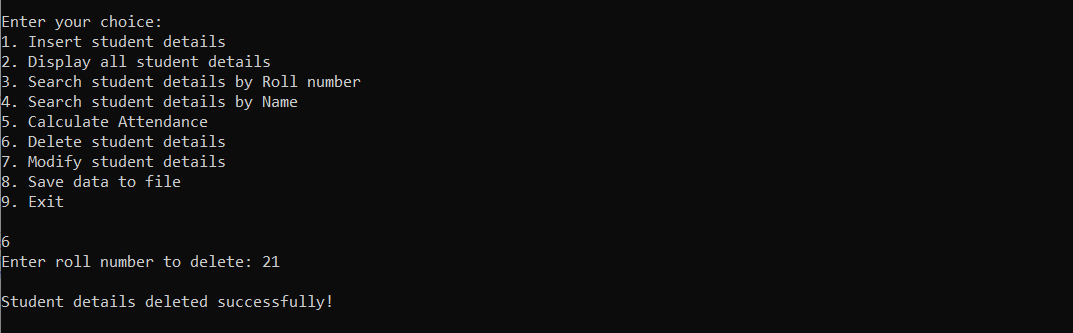 Enter your choice:
1. Insert student details
2. Display all student details
3. Search student details by Roll number
4. Search student details by Name
5. Calculate Attendance
6. Delete student details
7. Modify student details
8. Save data to file
9. Exit
6
Enter roll number to delete: 21
Student details deleted successfully!